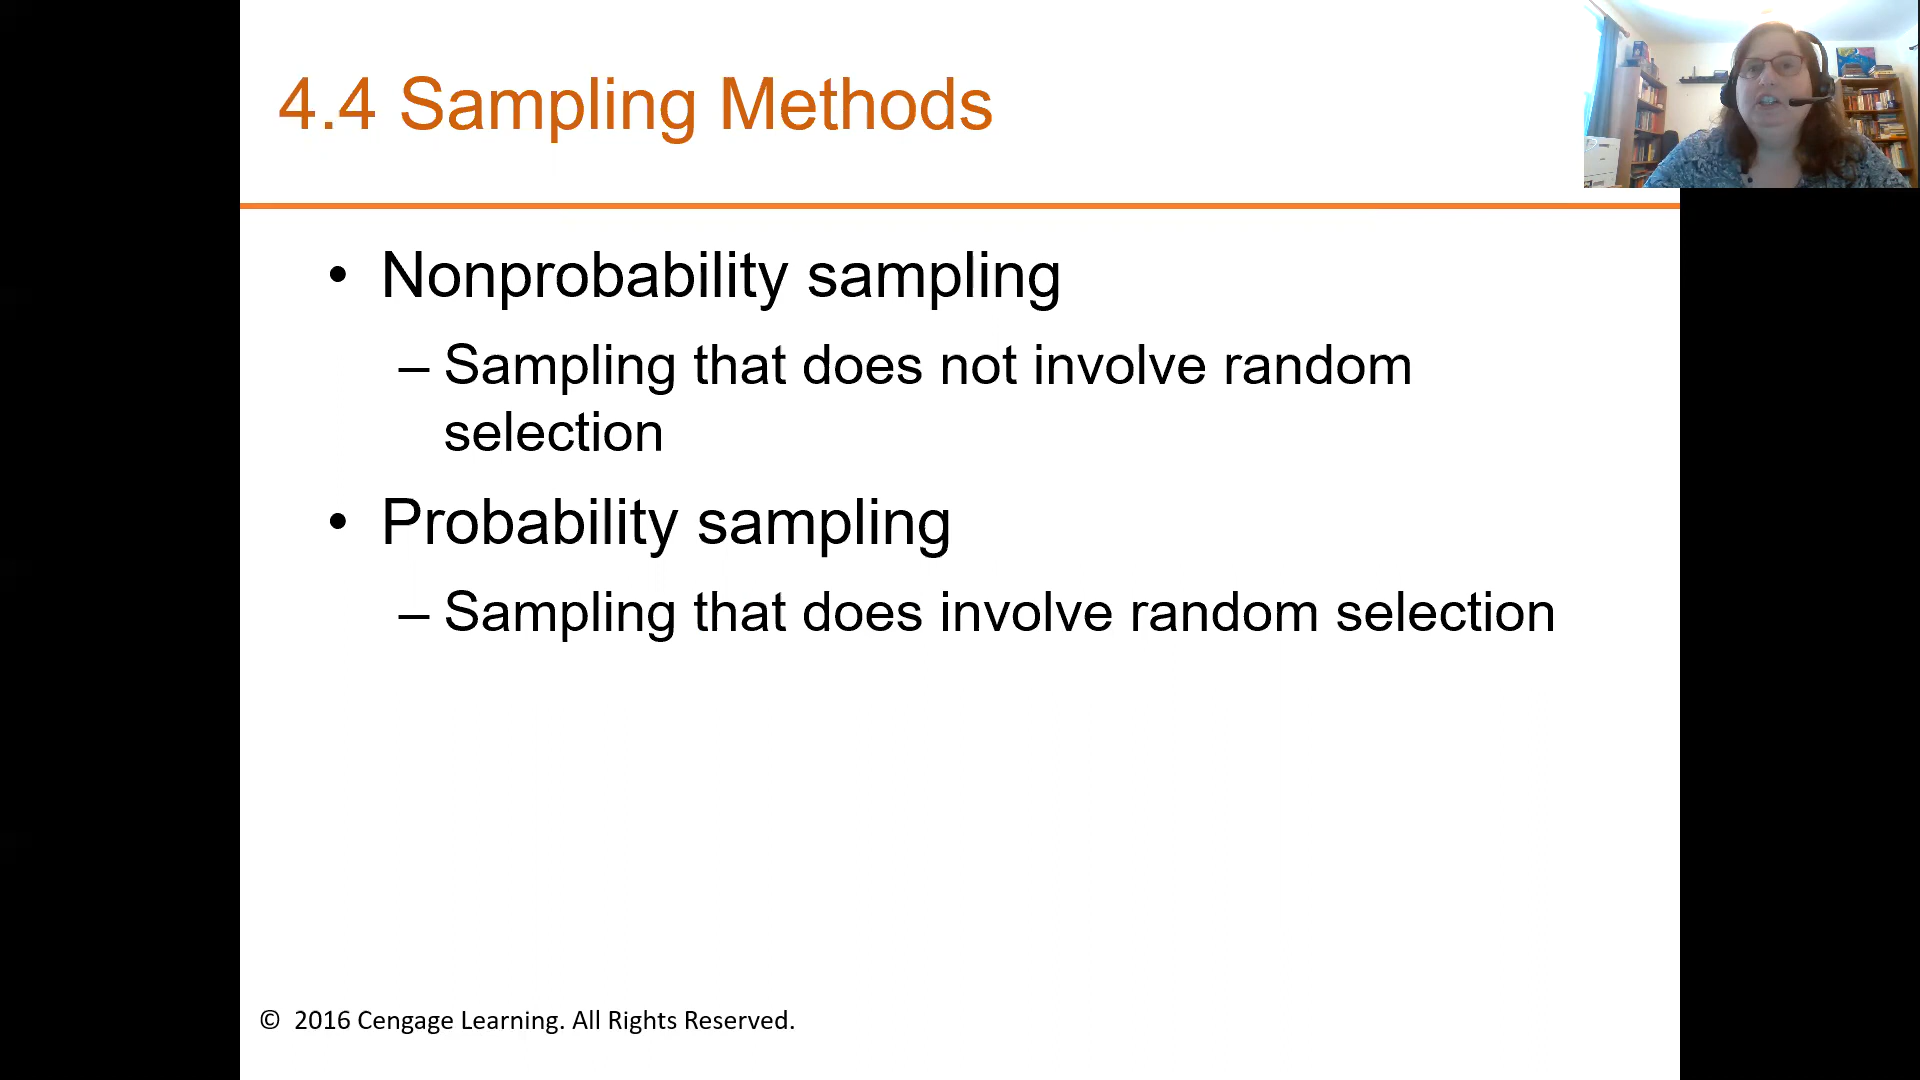 4.4 Sampling Methods
• Nonprobability sampling
– Sampling that does not involve random
selection
• Probability sampling
– Sampling that does involve random selection
© 2016 Cengage Learning. All Rights Reserved.